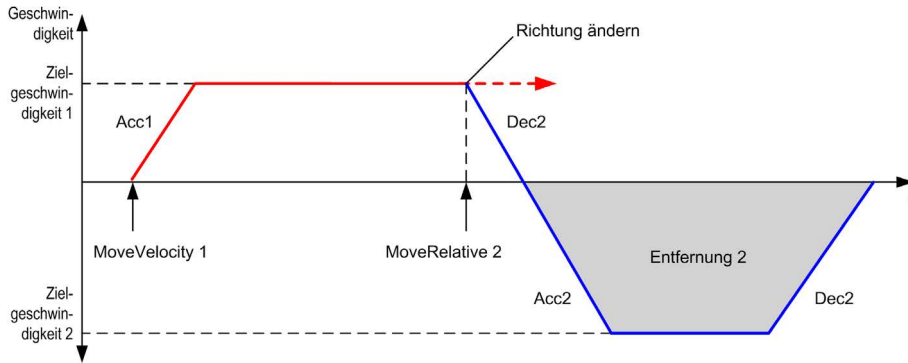 Geschwin-
digkeit
Richtung ändern
Ziel-
geschwin-
digkeit 1
Acc1
Dec2
MoveVelocity 1
MoveRelative 2
Entfernung 2
Ziel-
geschwin-
digkeit 2
Acc2
Dec2